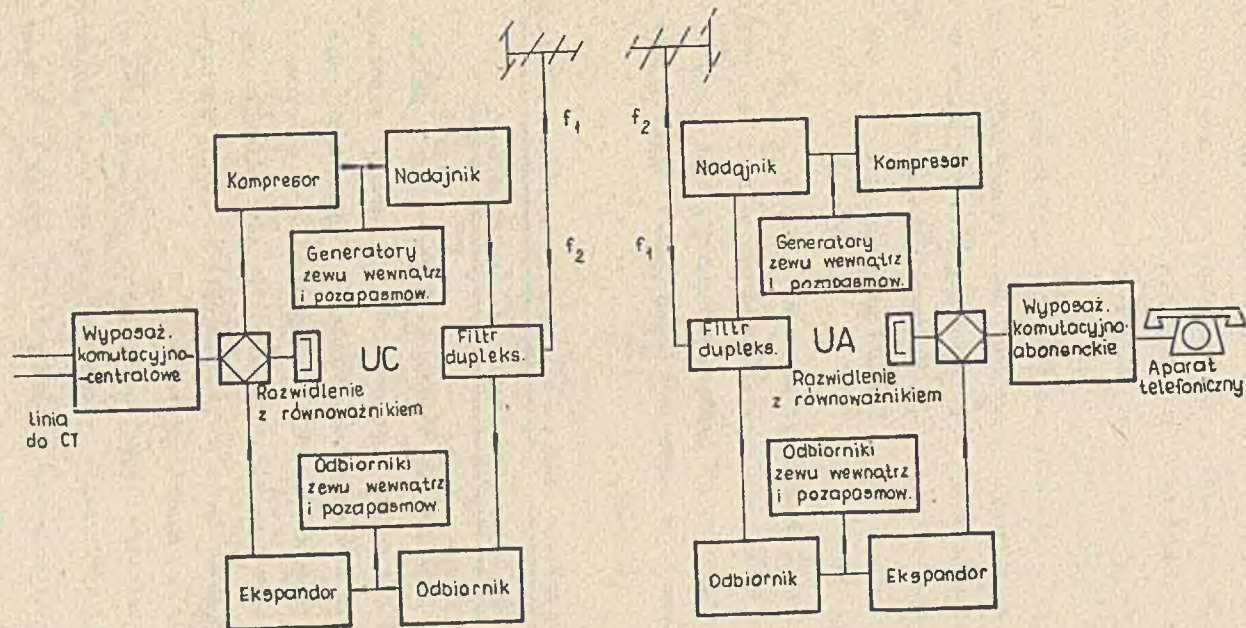 f₁
f₂
Kompresor
Nadajnik
Nadajnik
Kompresor
Generatory
zewu wewnątrz
i pozapasmow.
f₂
f₁
Generatory
zewu wewnątrz
i pozapasmow.
Wyposaż.
komutacyjno-
-centralowe
UC
Filtr
dupleks.
Filtr
dupleks.
UA
Wyposaż.
komutacyjno-
abonenckie
Aparat
telefoniczny
linia
do CT
Rozwidlenie
z równoważnikiem
Rozwidlenie
z równoważnikiem
Odbiorniki
zewu wewnątrz
i pozapasmow.
Odbiorniki
zewu wewnątrz
i pozapasmow.
Ekspandor
Odbiornik
Odbiornik
Ekspandor